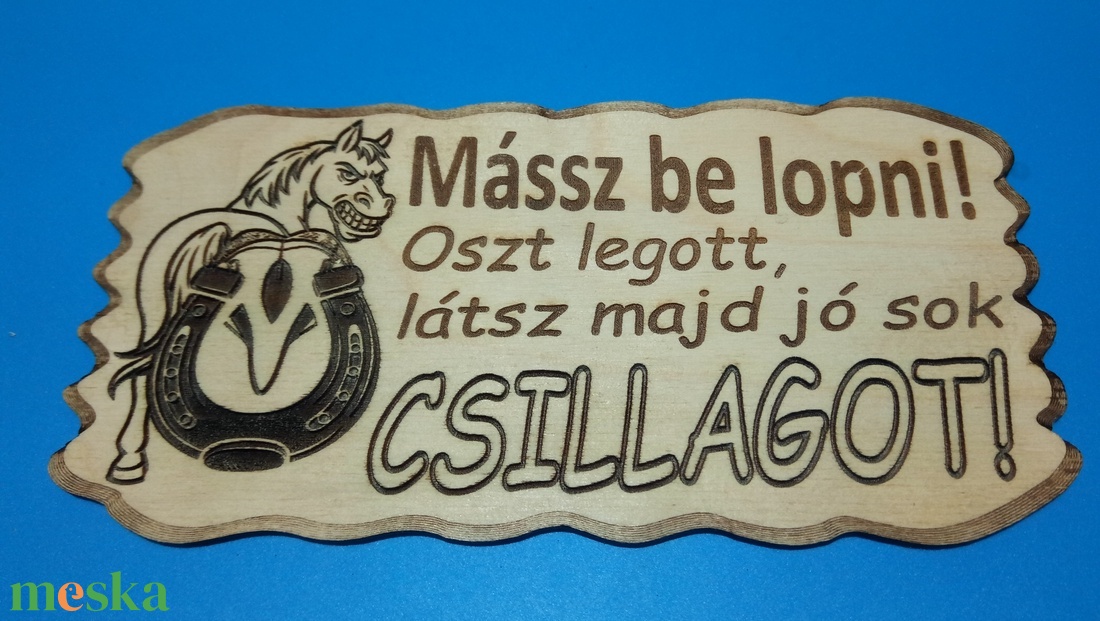 Mássz be lopni!
Oszt legott,
látsz majd jó sok
CSILLAGOT!
meska